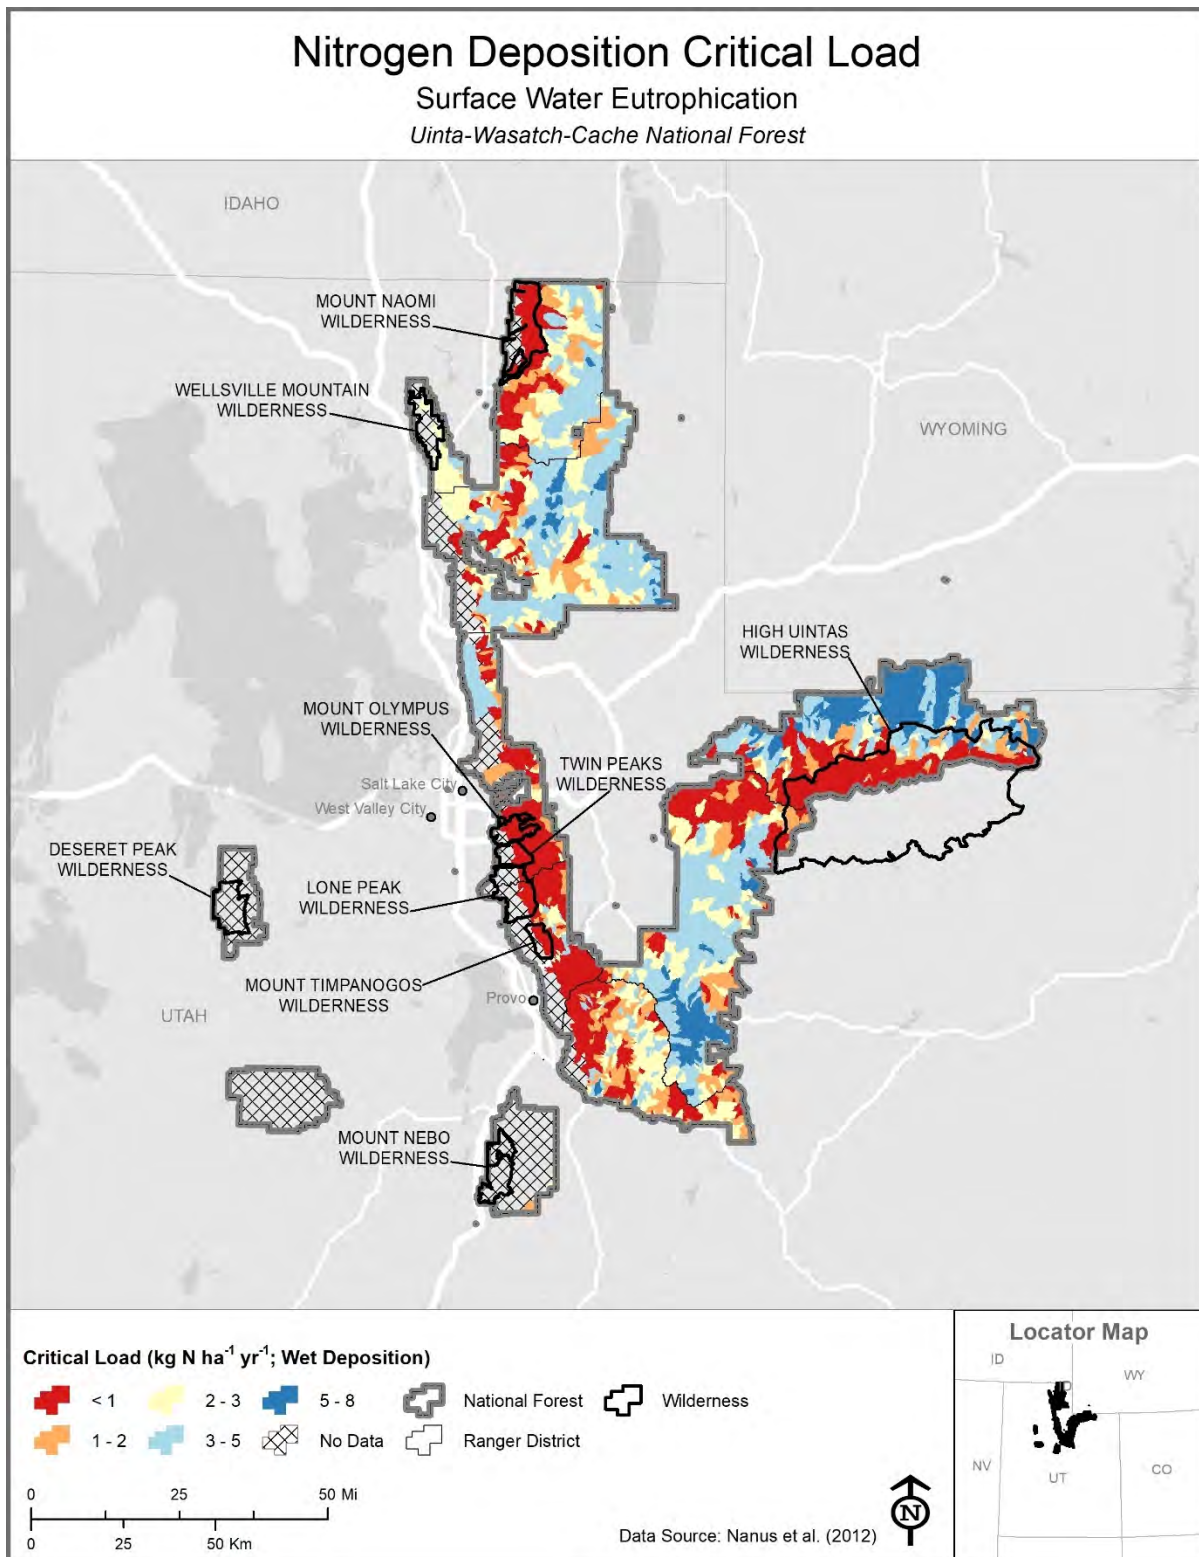 Nitrogen Deposition Critical Load
Surface Water Eutrophication
Uinta-Wasatch-Cache National Forest
IDAHO
MOUNT NAOMI
WILDERNESS
WELLSVILLE MOUNTAIN
WILDERNESS
WYOMING
HIGH UINTAS
WILDERNESS
MOUNT OLYMPUS
WILDERNESS
TWIN PEAKS
WILDERNESS
Salt Lake City
West Valley City
DESERET PEAK
WILDERNESS
LONE PEAK
WILDERNESS
MOUNT TIMPANOGOS
WILDERNESS
Provo
UTAH
MOUNT NEBO
WILDERNESS
Critical Load (kg N ha⁻¹ yr⁻¹; Wet Deposition)
< 1
2 - 3
5 - 8
National Forest
Wilderness
1 - 2
3 - 5
No Data
Ranger District
0 25 50 Mi
0 25 50 Km
Data Source: Nanus et al. (2012)
N
Locator Map
ID
WY
NV
UT
CO